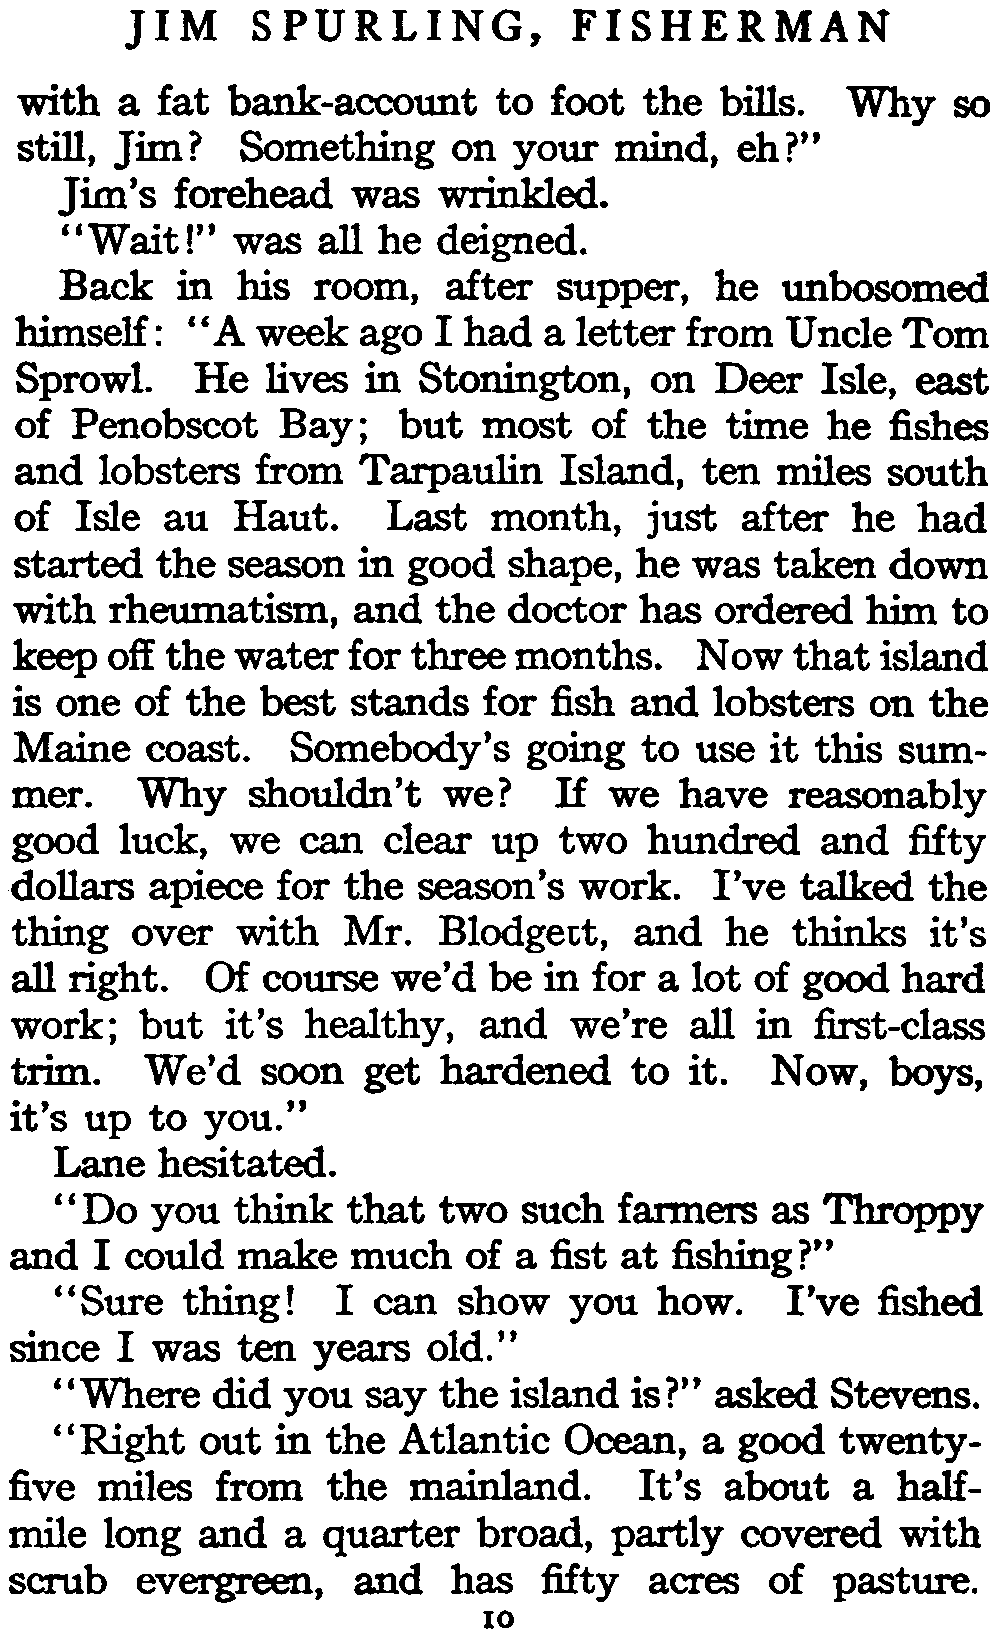 JIM SPURLING, FISHERMAN
with a fat bank-account to foot the bills. Why so
still, Jim? Something on your mind, eh?"
Jim's forehead was wrinkled.
"Wait!" was all he deigned.
Back in his room, after supper, he unbosomed
himself: "A week ago I had a letter from Uncle Tom
Sprowl. He lives in Stonington, on Deer Isle, east
of Penobscot Bay; but most of the time he fishes
and lobsters from Tarpaulin Island, ten miles south
of Isle au Haut. Last month, just after he had
started the season in good shape, he was taken down
with rheumatism, and the doctor has ordered him to
keep off the water for three months. Now that island
is one of the best stands for fish and lobsters on the
Maine coast. Somebody's going to use it this sum-
mer. Why shouldn't we? If we have reasonably
good luck, we can clear up two hundred and fifty
dollars apiece for the season's work. I've talked the
thing over with Mr. Blodgett, and he thinks it's
all right. Of course we'd be in for a lot of good hard
work; but it's healthy, and we're all in first-class
trim. We'd soon get hardened to it. Now, boys,
it's up to you."
Lane hesitated.
"Do you think that two such farmers as Throppy
and I could make much of a fist at fishing?"
"Sure thing! I can show you how. I've fished
since I was ten years old."
"Where did you say the island is?" asked Stevens.
"Right out in the Atlantic Ocean, a good twenty-
five miles from the mainland. It's about a half-
mile long and a quarter broad, partly covered with
scrub evergreen, and has fifty acres of pasture.
10